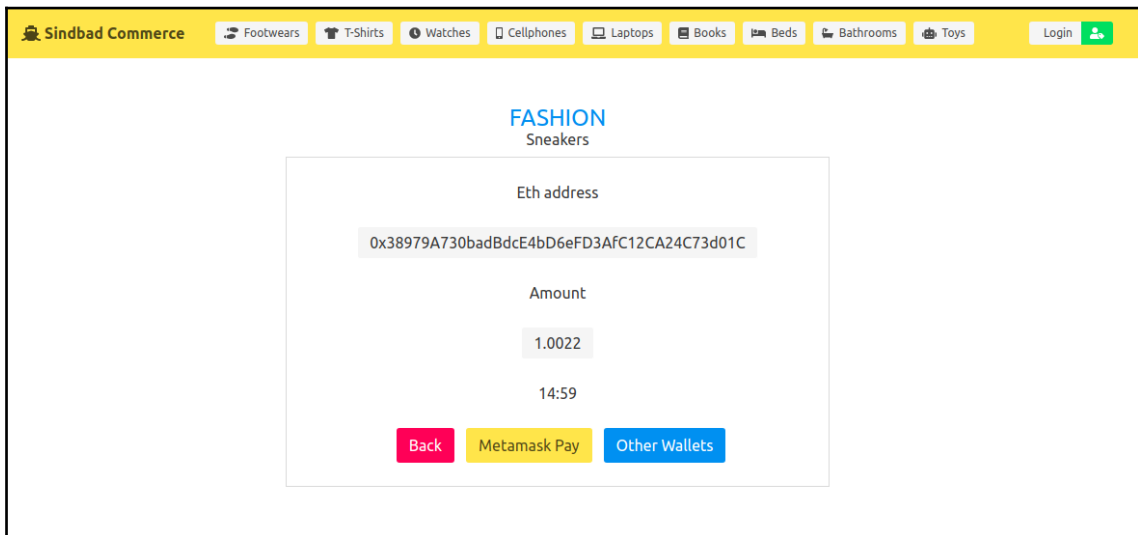 Sindbad Commerce Footwears T-Shirts Watches Cellphones Laptops Books Beds Bathrooms Toys Login
FASHION
Sneakers
Eth address
0x38979A730badBdcE4bD6eFD3AfC12CA24C73d01C
Amount
1.0022
14:59
Back Metamask Pay Other Wallets